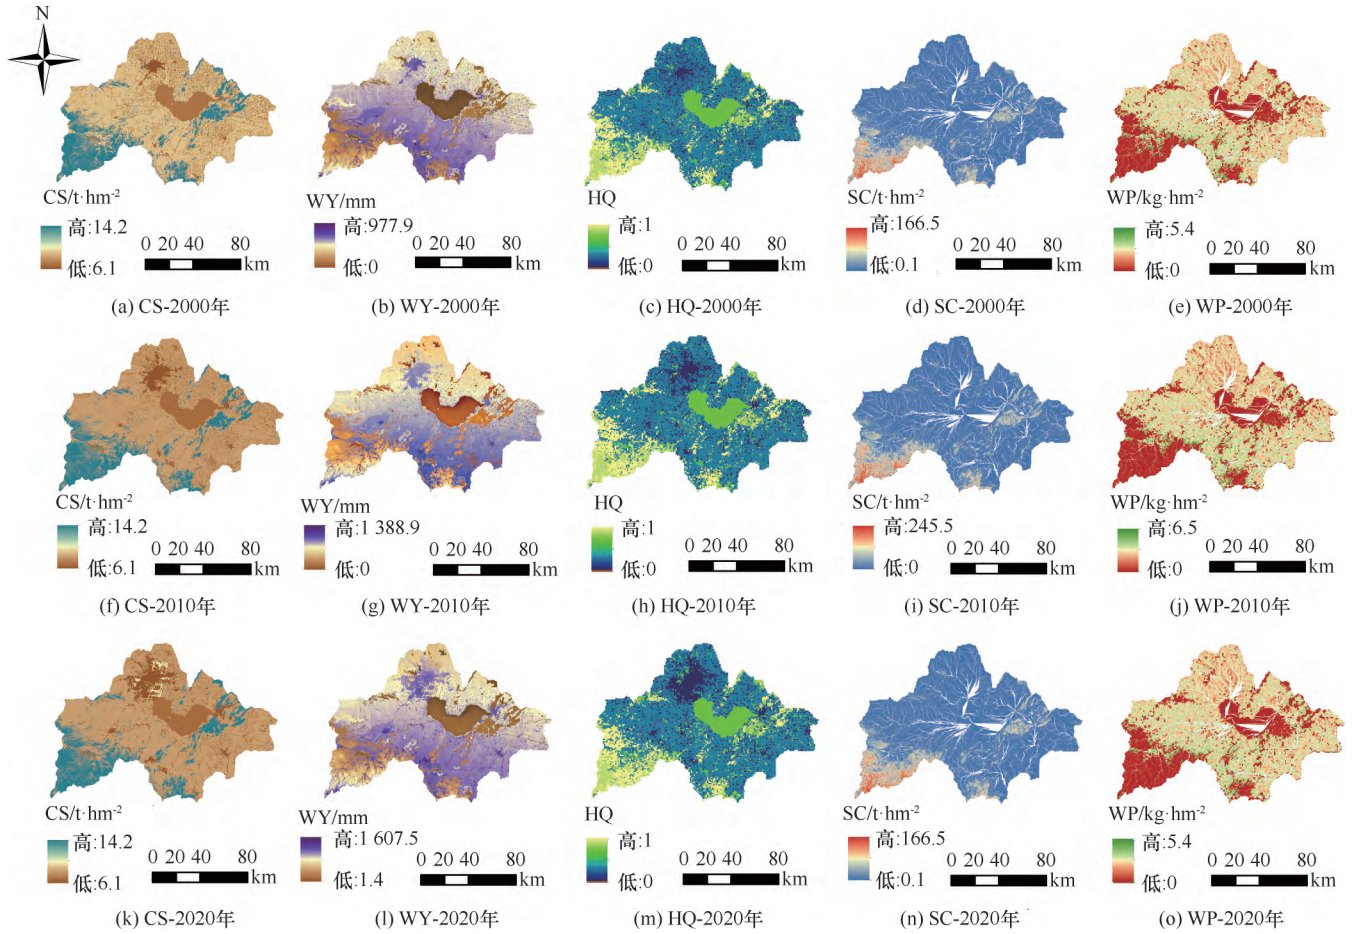 N
CS/t·hm⁻²
高:14.2
低:6.1
0 20 40 80
km
(a) CS-2000年
WY/mm
高:977.9
低:0
0 20 40 80
km
(b) WY-2000年
HQ
高:1
低:0
0 20 40 80
km
(c) HQ-2000年
SC/t·hm⁻²
高:166.5
低:0.1
0 20 40 80
km
(d) SC-2000年
WP/kg·hm⁻²
高:5.4
低:0
0 20 40 80
km
(e) WP-2000年
CS/t·hm⁻²
高:14.2
低:6.1
0 20 40 80
km
(f) CS-2010年
WY/mm
高:1 388.9
低:0
0 20 40 80
km
(g) WY-2010年
HQ
高:1
低:0
0 20 40 80
km
(h) HQ-2010年
SC/t·hm⁻²
高:245.5
低:0
0 20 40 80
km
(i) SC-2010年
WP/kg·hm⁻²
高:6.5
低:0
0 20 40 80
km
(j) WP-2010年
CS/t·hm⁻²
高:14.2
低:6.1
0 20 40 80
km
(k) CS-2020年
WY/mm
高:1 607.5
低:1.4
0 20 40 80
km
(l) WY-2020年
HQ
高:1
低:0
0 20 40 80
km
(m) HQ-2020年
SC/t·hm⁻²
高:166.5
低:0.1
0 20 40 80
km
(n) SC-2020年
WP/kg·hm⁻²
高:5.4
低:0
0 20 40 80
km
(o) WP-2020年